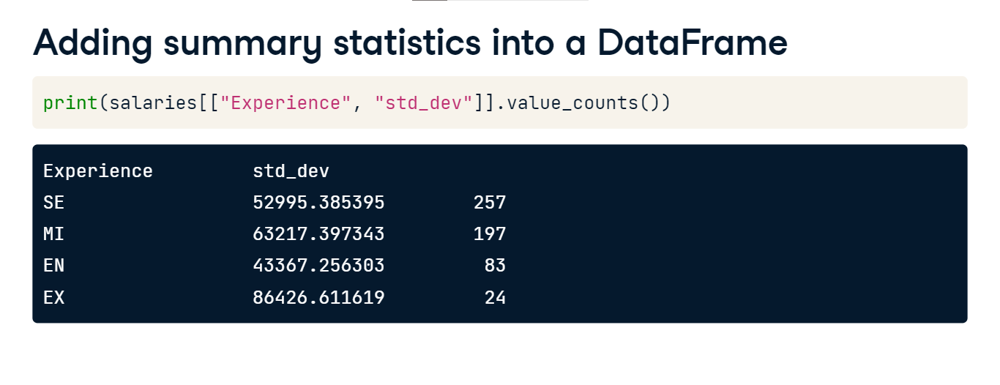 Adding summary statistics into a DataFrame
print(salaries[["Experience", "std_dev"]].value_counts())
Experience         std_dev
SE                 52995.385395        257
MI                 63217.397343        197
EN                 43367.256303         83
EX                 86426.611619         24